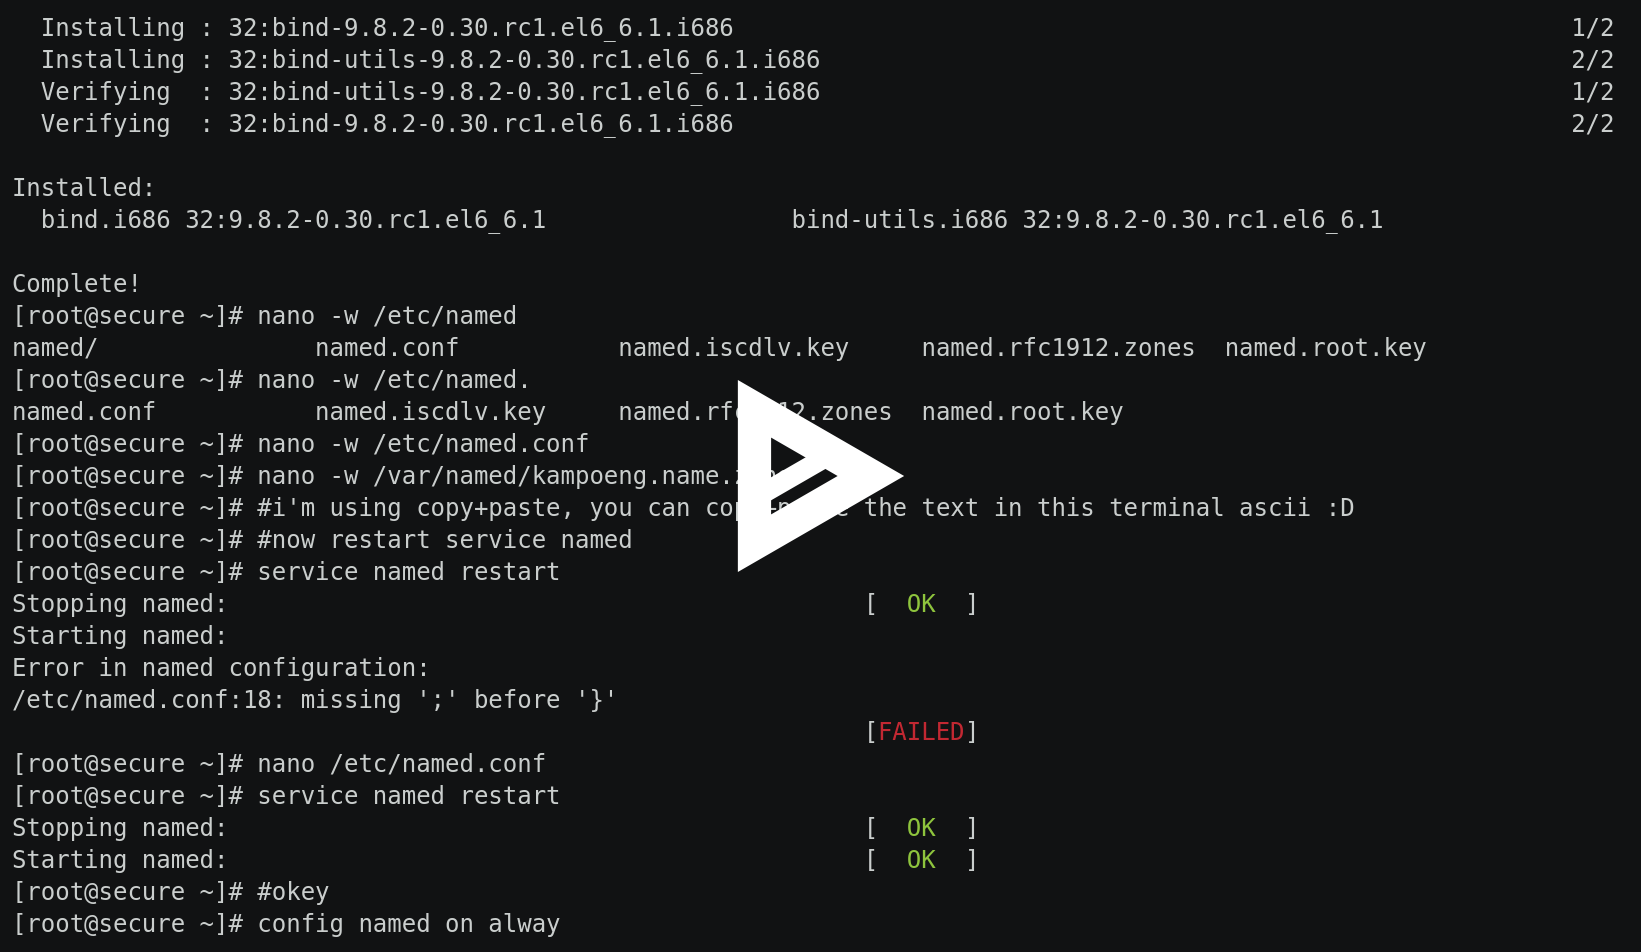 Installing : 32:bind-9.8.2-0.30.rc1.el6_6.1.i686 1/2
Installing : 32:bind-utils-9.8.2-0.30.rc1.el6_6.1.i686 2/2
Verifying : 32:bind-utils-9.8.2-0.30.rc1.el6_6.1.i686 1/2
Verifying : 32:bind-9.8.2-0.30.rc1.el6_6.1.i686 2/2
Installed:
bind.i686 32:9.8.2-0.30.rc1.el6_6.1 bind-utils.i686 32:9.8.2-0.30.rc1.el6_6.1
Complete!
[root@secure ~]# nano -w /etc/named
named/ named.conf named.iscdlv.key named.rfc1912.zones named.root.key
[root@secure ~]# nano -w /etc/named.
named.conf named.iscdlv.key named.rfc1912.zones named.root.key
[root@secure ~]# nano -w /etc/named.conf
[root@secure ~]# nano -w
[root@secure ~]# #i'm using copy+paste, you can the text in this terminal ascii :D
[root@secure ~]# #now restart service named
[root@secure ~]# service named restart
Stopping named: [ OK ]
Starting named:
Error in named configuration:
/etc/named.conf:18: missing ';' before '}'
[FAILED]
[root@secure ~]# nano /etc/named.conf
[root@secure ~]# service named restart
Stopping named: [ OK ]
Starting named: [ OK ]
[root@secure ~]# #okey
[root@secure ~]# config named on alway